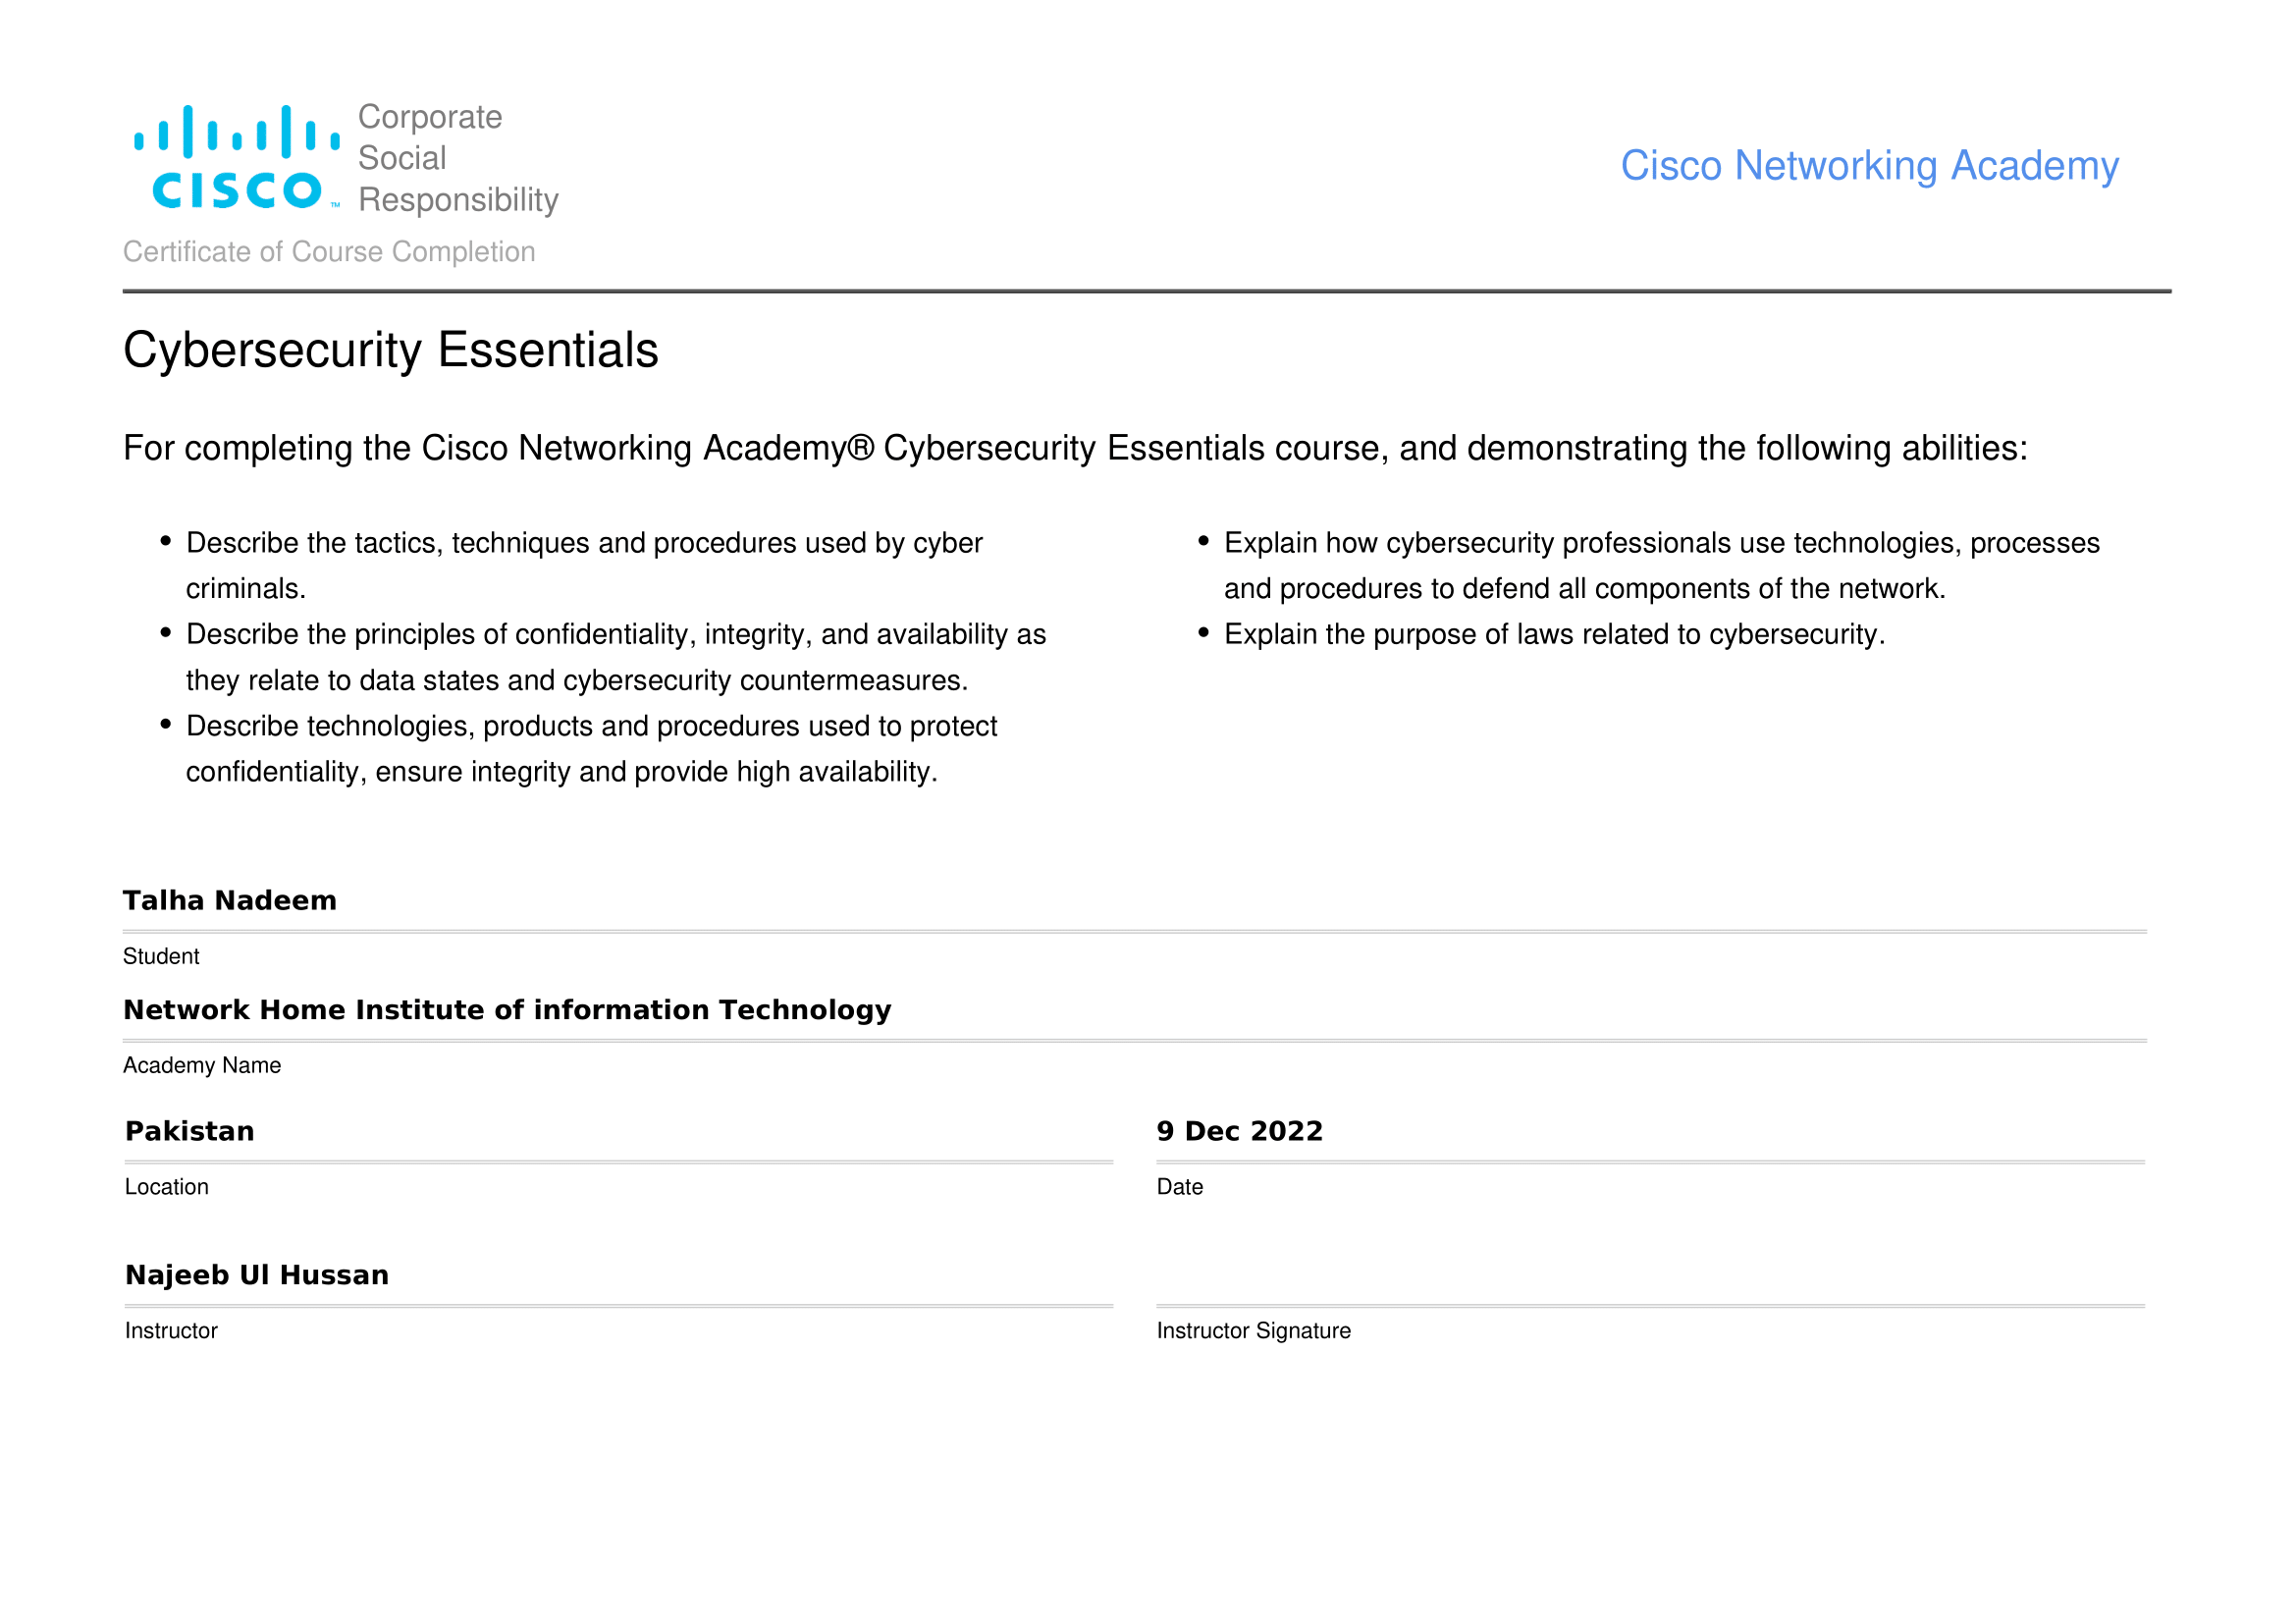 CISCO ™
Corporate
Social
Responsibility
Cisco Networking Academy
Certificate of Course Completion
Cybersecurity Essentials
For completing the Cisco Networking Academy® Cybersecurity Essentials course, and demonstrating the following abilities:
• Describe the tactics, techniques and procedures used by cyber
criminals.
• Describe the principles of confidentiality, integrity, and availability as
they relate to data states and cybersecurity countermeasures.
• Describe technologies, products and procedures used to protect
confidentiality, ensure integrity and provide high availability.
• Explain how cybersecurity professionals use technologies, processes
and procedures to defend all components of the network.
• Explain the purpose of laws related to cybersecurity.
Talha Nadeem
Student
Network Home Institute of information Technology
Academy Name
Pakistan
Location
9 Dec 2022
Date
Najeeb Ul Hussan
Instructor
Instructor Signature